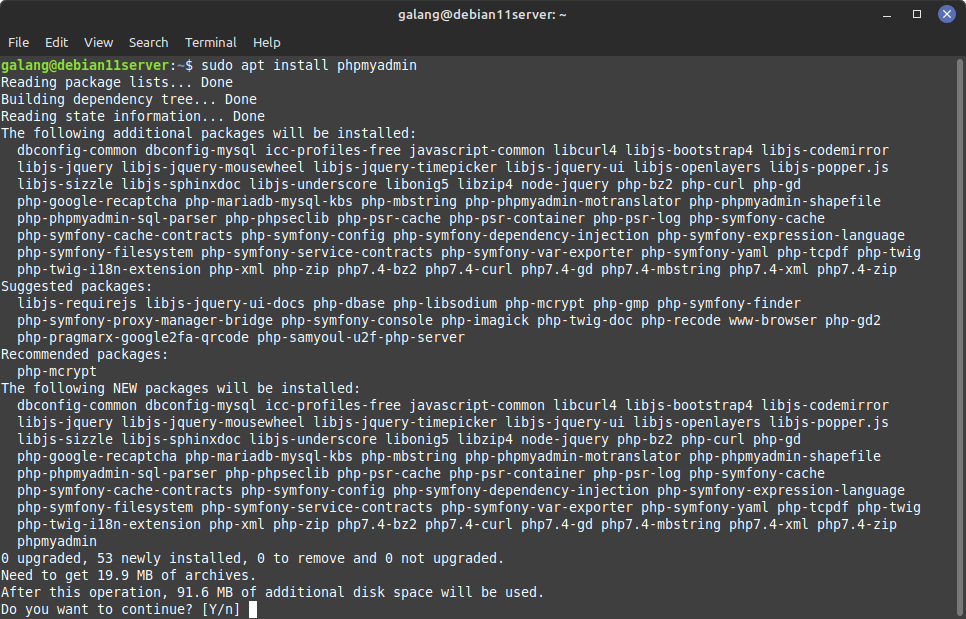 galang@debian11server: ~
File Edit View Search Terminal Help
galang@debian11server:~$ sudo apt install phpmyadmin
Reading package lists... Done
Building dependency tree... Done
Reading state information... Done
The following additional packages will be installed:
dbconfig-common dbconfig-mysql icc-profiles-free javascript-common libcurl4 libjs-bootstrap4 libjs-codemirror
libjs-jquery libjs-jquery-mousewheel libjs-jquery-timepicker libjs-jquery-ui libjs-openlayers libjs-popper.js
libjs-sizzle libjs-sphinxdoc libjs-underscore libonig5 libzip4 node-jquery php-bz2 php-curl php-gd
php-google-recaptcha php-mariadb-mysql-kbs php-mbstring php-phpmyadmin-motranslator php-phpmyadmin-shapefile
php-phpmyadmin-sql-parser php-phpseclib php-psr-cache php-psr-container php-psr-log php-symfony-cache
php-symfony-cache-contracts php-symfony-config php-symfony-dependency-injection php-symfony-expression-language
php-symfony-filesystem php-symfony-service-contracts php-symfony-var-exporter php-symfony-yaml php-tcpdf php-twig
php-twig-i18n-extension php-xml php-zip php7.4-bz2 php7.4-curl php7.4-gd php7.4-mbstring php7.4-xml php7.4-zip
Suggested packages:
libjs-requirejs libjs-jquery-ui-docs php-dbase php-libsodium php-mcrypt php-gmp php-symfony-finder
php-symfony-proxy-manager-bridge php-symfony-console php-imagick php-twig-doc php-recode www-browser php-gd2
php-pragmarx-google2fa-qrcode php-samyoul-u2f-php-server
Recommended packages:
php-mcrypt
The following NEW packages will be installed:
dbconfig-common dbconfig-mysql icc-profiles-free javascript-common libcurl4 libjs-bootstrap4 libjs-codemirror
libjs-jquery libjs-jquery-mousewheel libjs-jquery-timepicker libjs-jquery-ui libjs-openlayers libjs-popper.js
libjs-sizzle libjs-sphinxdoc libjs-underscore libonig5 libzip4 node-jquery php-bz2 php-curl php-gd
php-google-recaptcha php-mariadb-mysql-kbs php-mbstring php-phpmyadmin-motranslator php-phpmyadmin-shapefile
php-phpmyadmin-sql-parser php-phpseclib php-psr-cache php-psr-container php-psr-log php-symfony-cache
php-symfony-cache-contracts php-symfony-config php-symfony-dependency-injection php-symfony-expression-language
php-symfony-filesystem php-symfony-service-contracts php-symfony-var-exporter php-symfony-yaml php-tcpdf php-twig
php-twig-i18n-extension php-xml php-zip php7.4-bz2 php7.4-curl php7.4-gd php7.4-mbstring php7.4-xml php7.4-zip
phpmyadmin
0 upgraded, 53 newly installed, 0 to remove and 0 not upgraded.
Need to get 19.9 MB of archives.
After this operation, 91.6 MB of additional disk space will be used.
Do you want to continue? [Y/n]